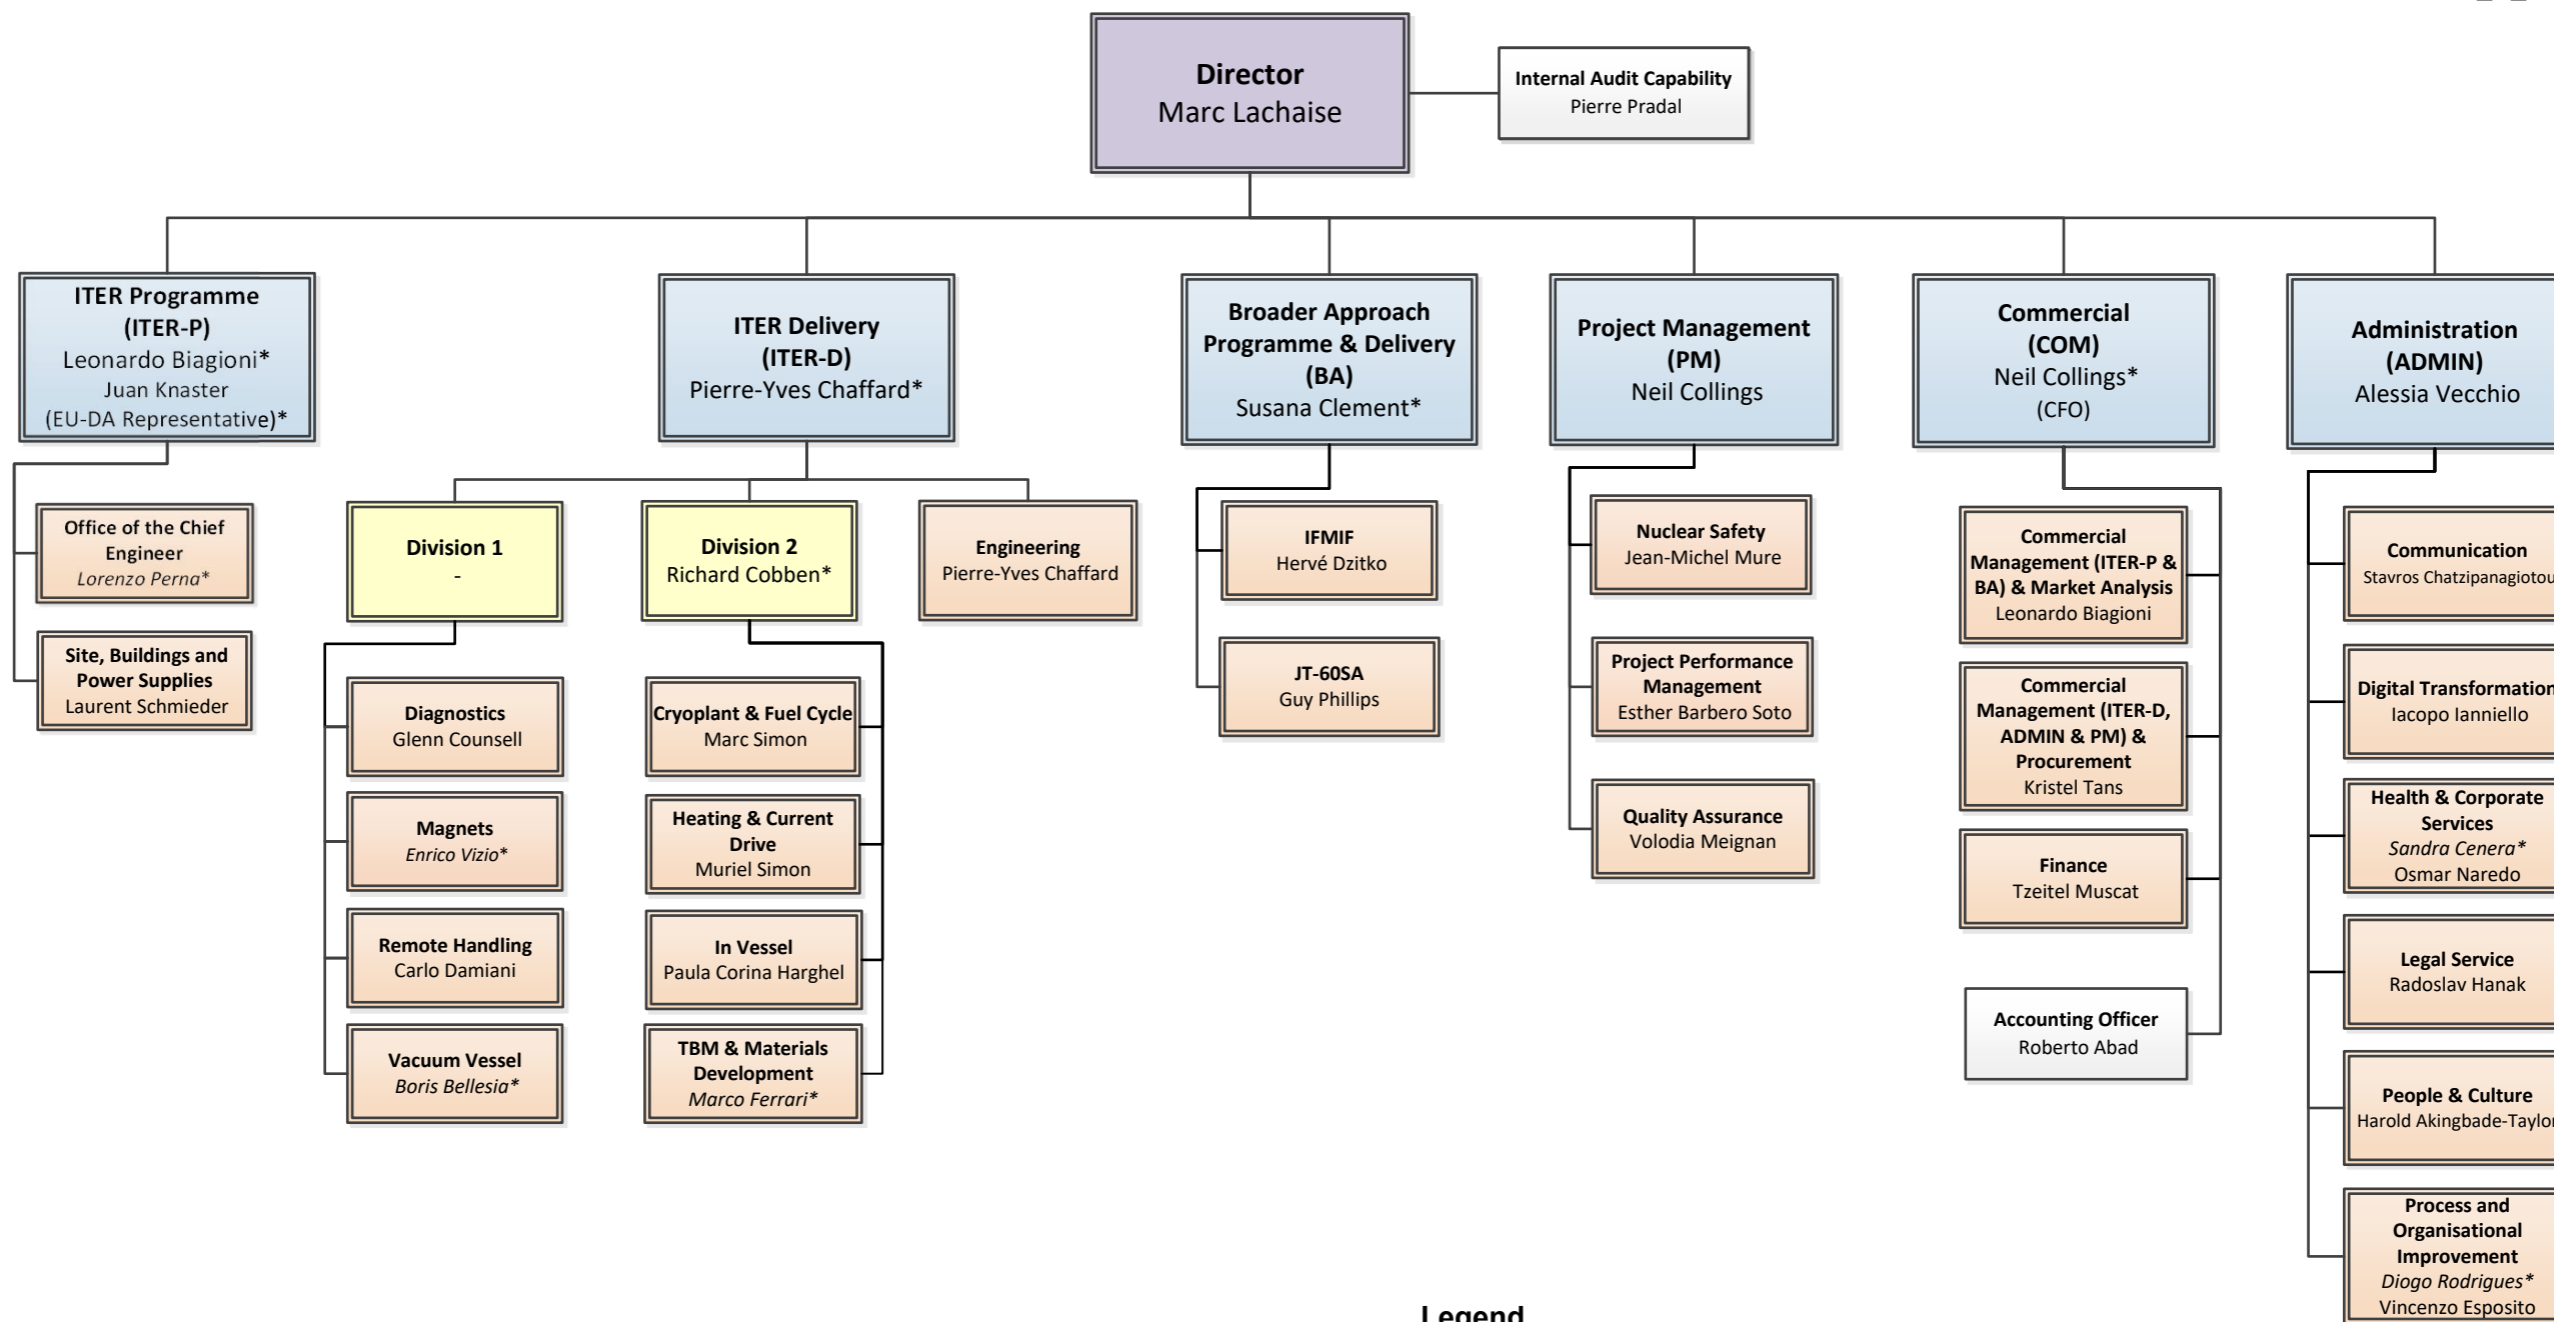 Director
Marc Lachaise
Internal Audit Capability
Pierre Pradal
ITER Programme
(ITER-P)
Leonardo Biagioni*
Juan Knaster
(EU-DA Representative)*
ITER Delivery
(ITER-D)
Pierre-Yves Chaffard*
Broader Approach
Programme & Delivery
(BA)
Susana Clement*
Project Management
(PM)
Neil Collings
Commercial
(COM)
Neil Collings*
(CFO)
Administration
(ADMIN)
Alessia Vecchio
Office of the Chief
Engineer
Lorenzo Perna*
Site, Buildings and
Power Supplies
Laurent Schmieder
Division 1
-
Diagnostics
Glenn Counsell
Magnets
Enrico Vizio*
Remote Handling
Carlo Damiani
Vacuum Vessel
Boris Bellesia*
Division 2
Richard Cobben*
Cryoplant & Fuel Cycle
Marc Simon
Heating & Current
Drive
Muriel Simon
In Vessel
Paula Corina Harghel
TBM & Materials
Development
Marco Ferrari*
Engineering
Pierre-Yves Chaffard
IFMIF
Hervé Dzitko
JT-60SA
Guy Phillips
Nuclear Safety
Jean-Michel Mure
Project Performance
Management
Esther Barbero Soto
Quality Assurance
Volodia Meignan
Commercial
Management (ITER-P &
BA) & Market Analysis
Leonardo Biagioni
Commercial
Management (ITER-D,
ADMIN & PM) &
Procurement
Kristel Tans
Finance
Tzeitel Muscat
Accounting Officer
Roberto Abad
Communication
Stavros Chatzipanagiotou
Digital Transformation
Iacopo Ianniello
Health & Corporate
Services
Sandra Cenera*
Osmar Naredo
Legal Service
Radoslav Hanak
People & Culture
Harold Akingbade-Taylor
Process and
Organisational
Improvement
Diogo Rodrigues*
Vincenzo Esposito
Legend